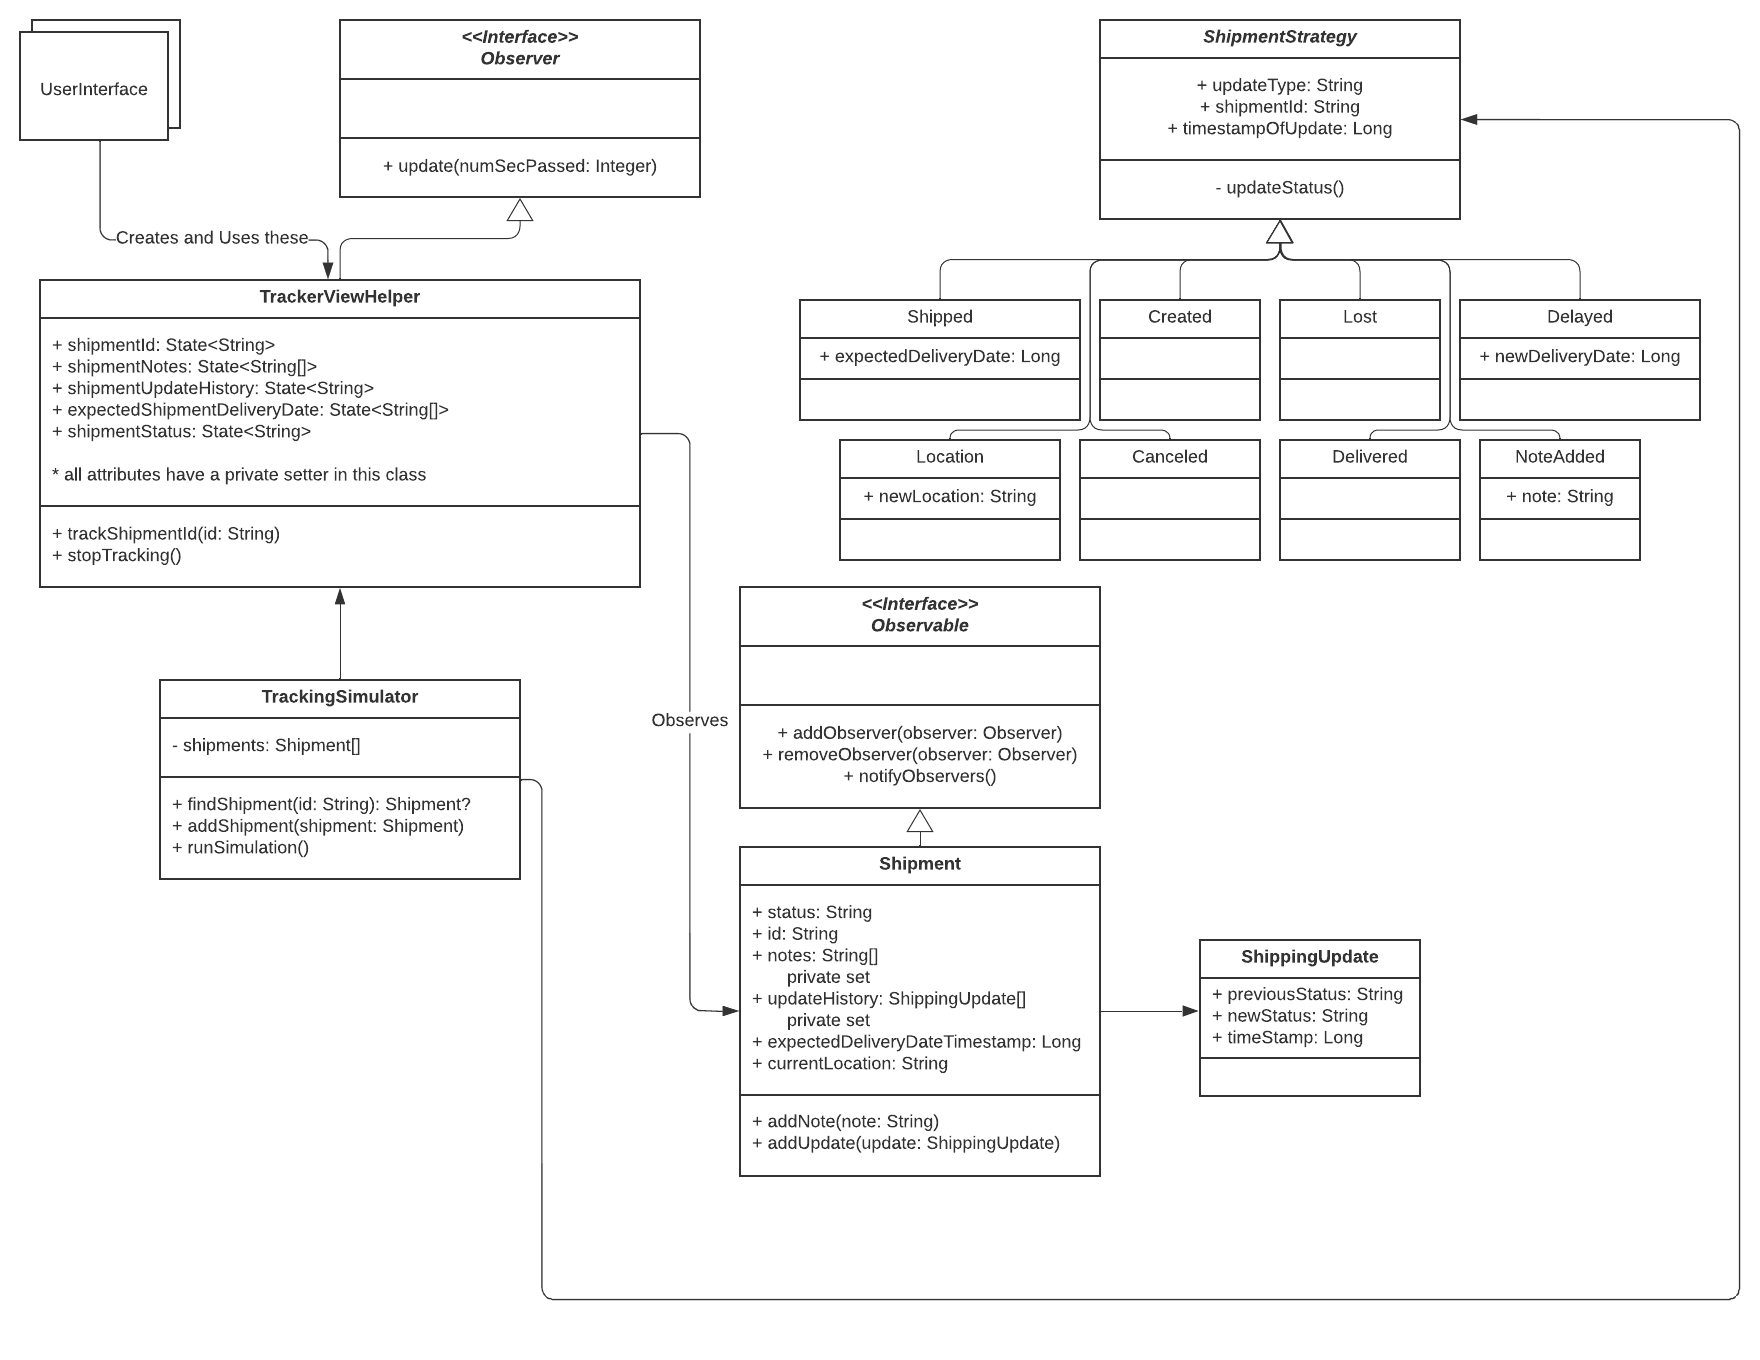 UserInterface
<<Interface>>
Observer
+ update(numSecPassed: Integer)
ShipmentStrategy
+ updateType: String
+ shipmentId: String
+ timestampOfUpdate: Long
- updateStatus()
Creates and Uses these
TrackerViewHelper
+ shipmentId: State<String>
+ shipmentNotes: State<String[]>
+ shipmentUpdateHistory: State<String>
+ expectedShipmentDeliveryDate: State<String[]>
+ shipmentStatus: State<String>
* all attributes have a private setter in this class
+ trackShipmentId(id: String)
+ stopTracking()
Shipped
+ expectedDeliveryDate: Long
Created
Lost
Delayed
+ newDeliveryDate: Long
Location
+ newLocation: String
Canceled
Delivered
NoteAdded
+ note: String
<<Interface>>
Observable
+ addObserver(observer: Observer)
+ removeObserver(observer: Observer)
+ notifyObservers()
TrackingSimulator
- shipments: Shipment[]
+ findShipment(id: String): Shipment?
+ addShipment(shipment: Shipment)
+ runSimulation()
Observes
Shipment
+ status: String
+ id: String
+ notes: String[]
private set
+ updateHistory: ShippingUpdate[]
private set
+ expectedDeliveryDateTimestamp: Long
+ currentLocation: String
+ addNote(note: String)
+ addUpdate(update: ShippingUpdate)
ShippingUpdate
+ previousStatus: String
+ newStatus: String
+ timeStamp: Long